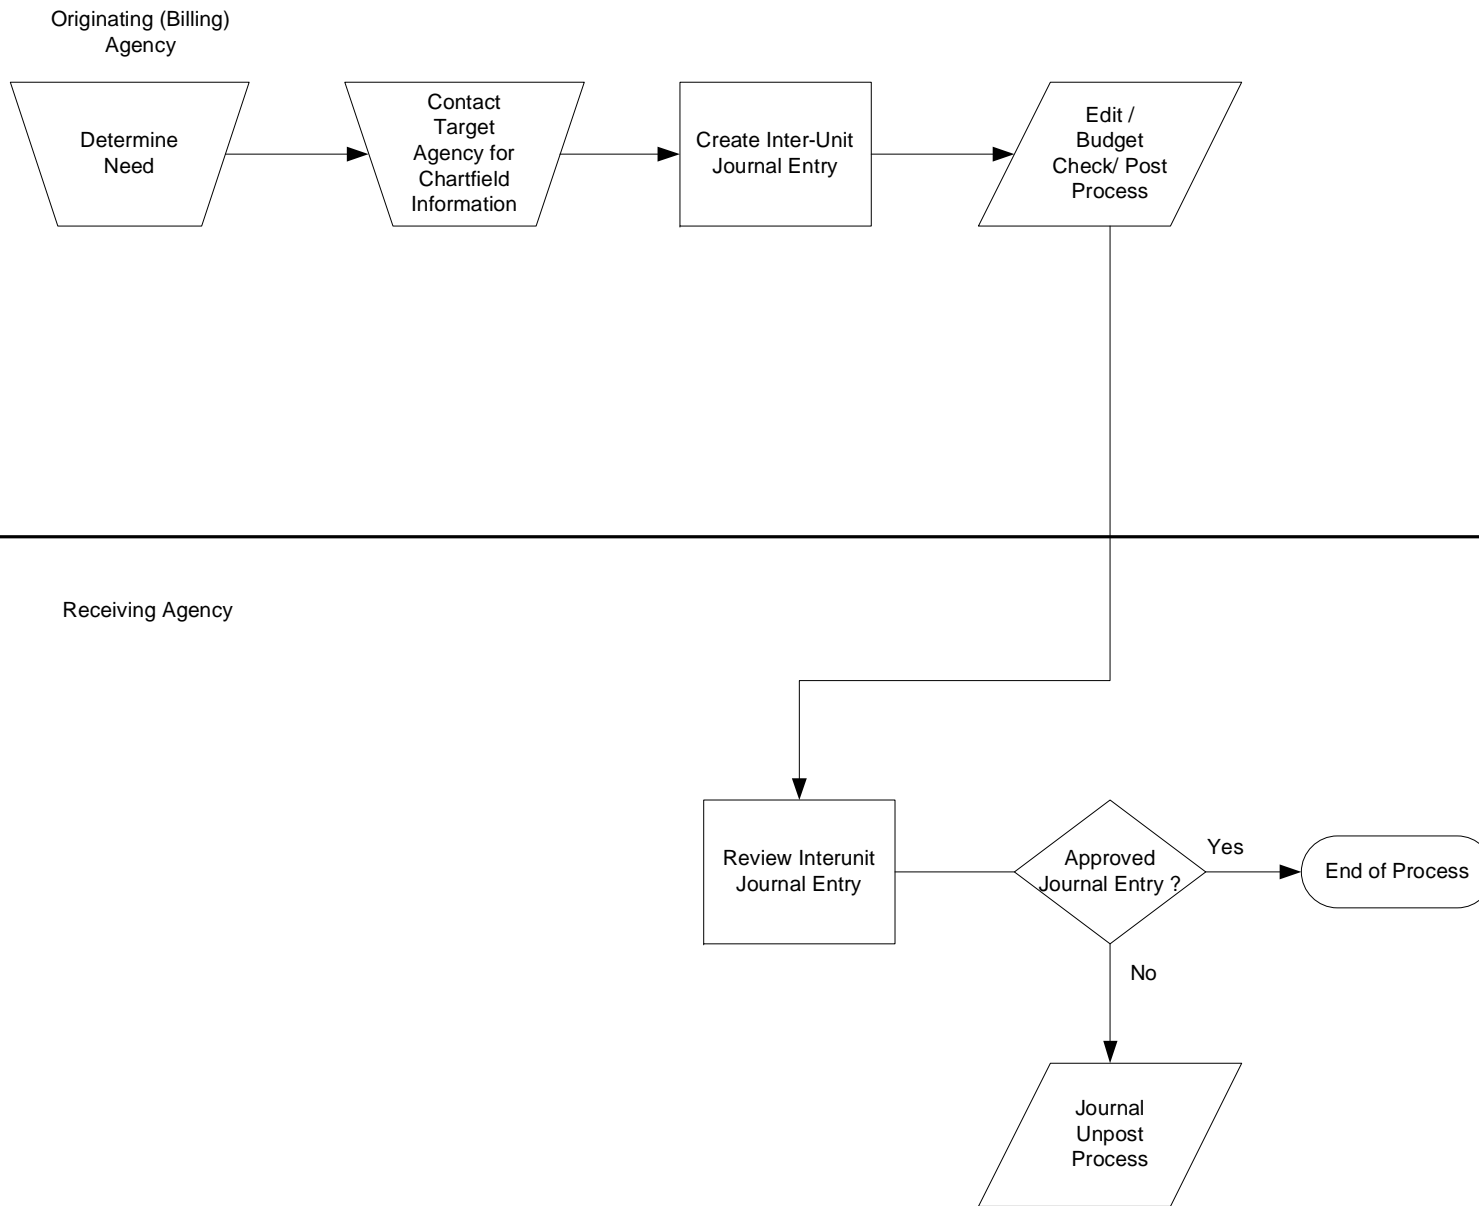 Originating (Billing)
Agency
Determine
Need
Contact
Target
Agency for
Chartfield
Information
Create Inter-Unit
Journal Entry
Edit /
Budget
Check/ Post
Process
Receiving Agency
Review Interunit
Journal Entry
Approved
Journal Entry ?
Yes
End of Process
No
Journal
Unpost
Process